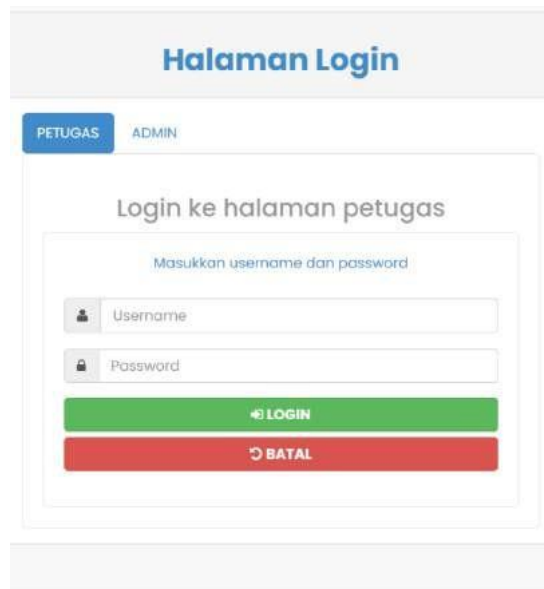 Halaman Login
PETUGAS ADMIN
Login ke halaman petugas
Masukkan username dan password
Username
Password
LOGIN
BATAL